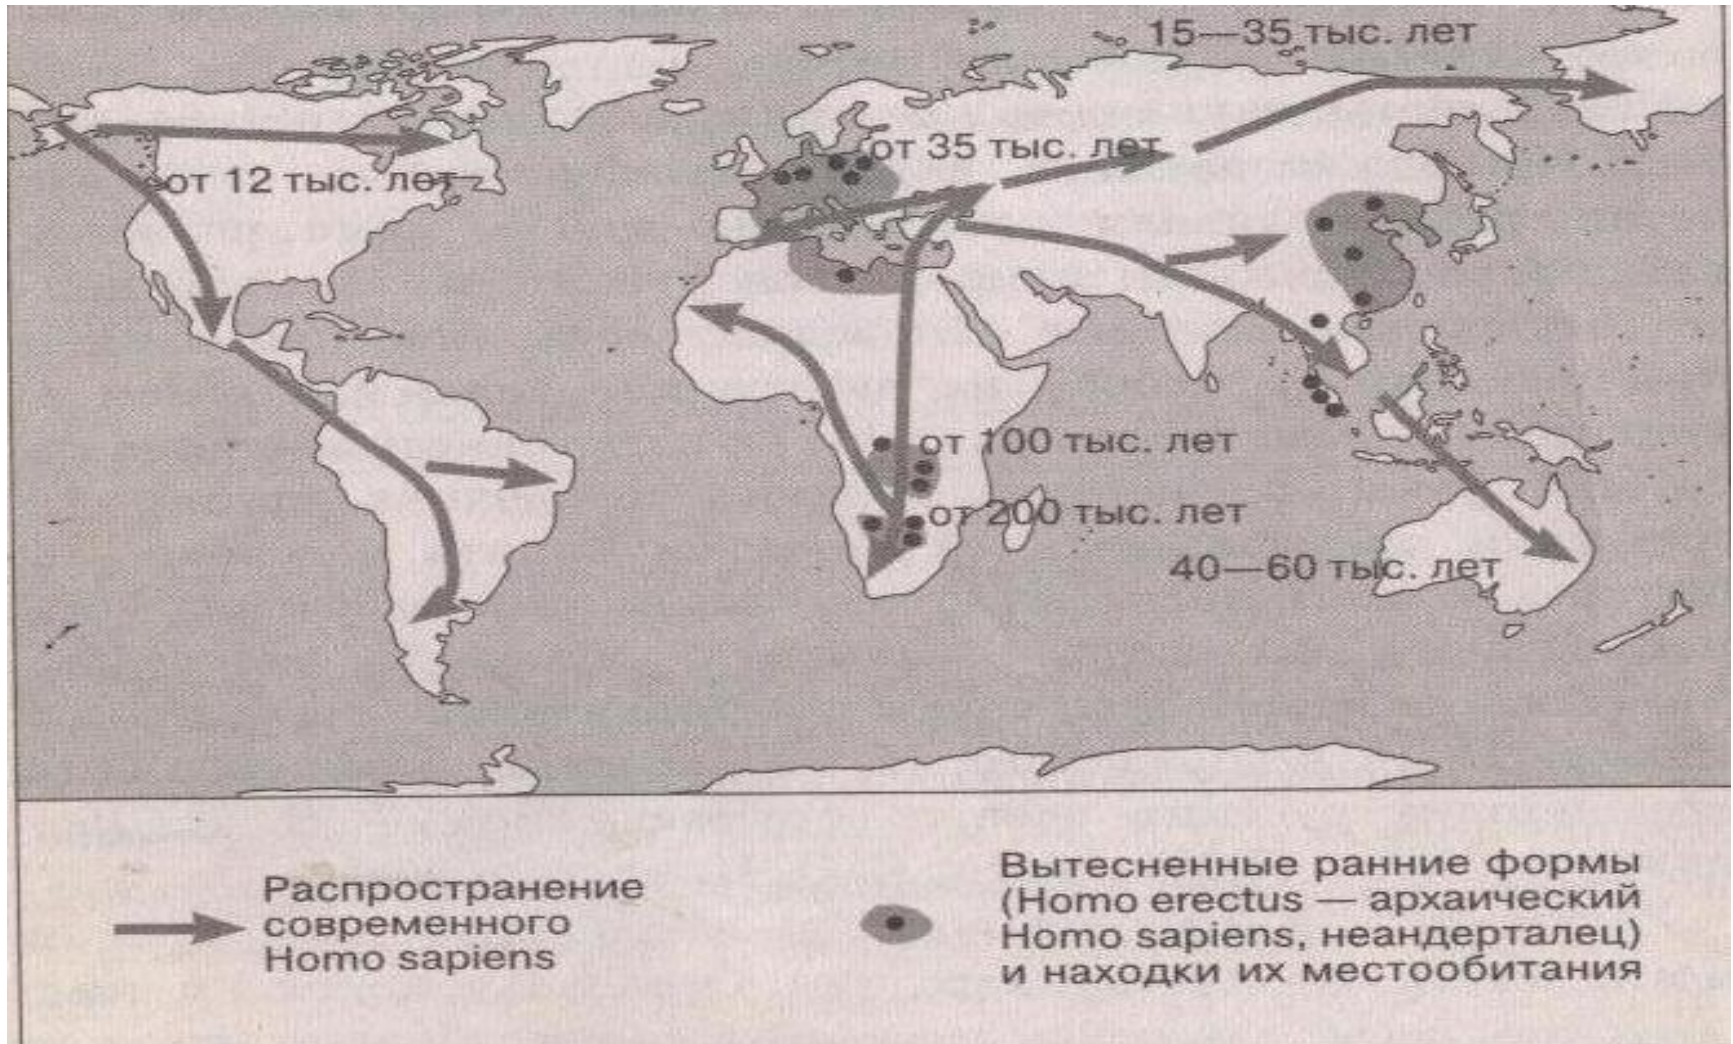 15—35 тыс. лет
от 35 тыс. лет
от 12 тыс. лет
от 100 тыс. лет
от 200 тыс. лет
40—60 тыс. лет
Распространение
современного
Homo sapiens
Вытесненные ранние формы
(Homo erectus — архаический
Homo sapiens, неандерталец)
и находки их местообитания